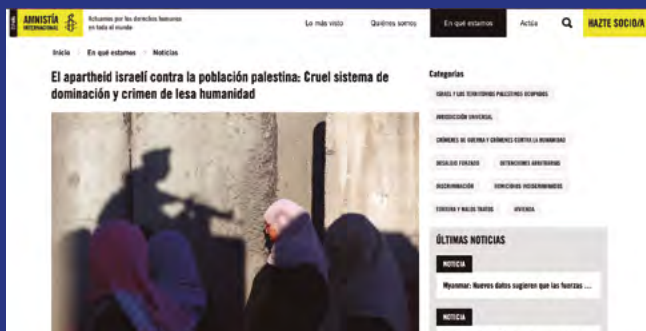 AMNISTÍA
INTERNACIONAL
Actuamos por los derechos humanos
en todo el mundo
Lo más visto
Quiénes somos
En qué estamos
Actúa
HAZTE SOCIO/A
Inicio
En qué estamos
Noticias
El apartheid israelí contra la población palestina: Cruel sistema de
dominación y crimen de lesa humanidad
Categorías
ISRAEL Y LOS TERRITORIOS PALESTINOS OCUPADOS
JURISDICCIÓN UNIVERSAL
CRÍMENES DE GUERRA Y CRÍMENES CONTRA LA HUMANIDAD
DESALOJO FORZADO
DETENCIONES ARBITRARIAS
DISCRIMINACIÓN
HOMICIDIOS INDISCRIMINADOS
TORTURA Y MALOS TRATOS
VIVIENDA
ÚLTIMAS NOTICIAS
NOTICIA
Myanmar: Nuevos datos sugieren que las fuerzas ...
NOTICIA